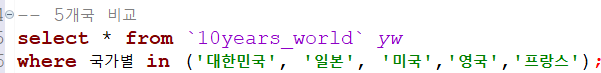 -- 5개국 비교
select * from `10years_world` yw
where 국가별 in ('대한민국', '일본', '미국','영국','프랑스');